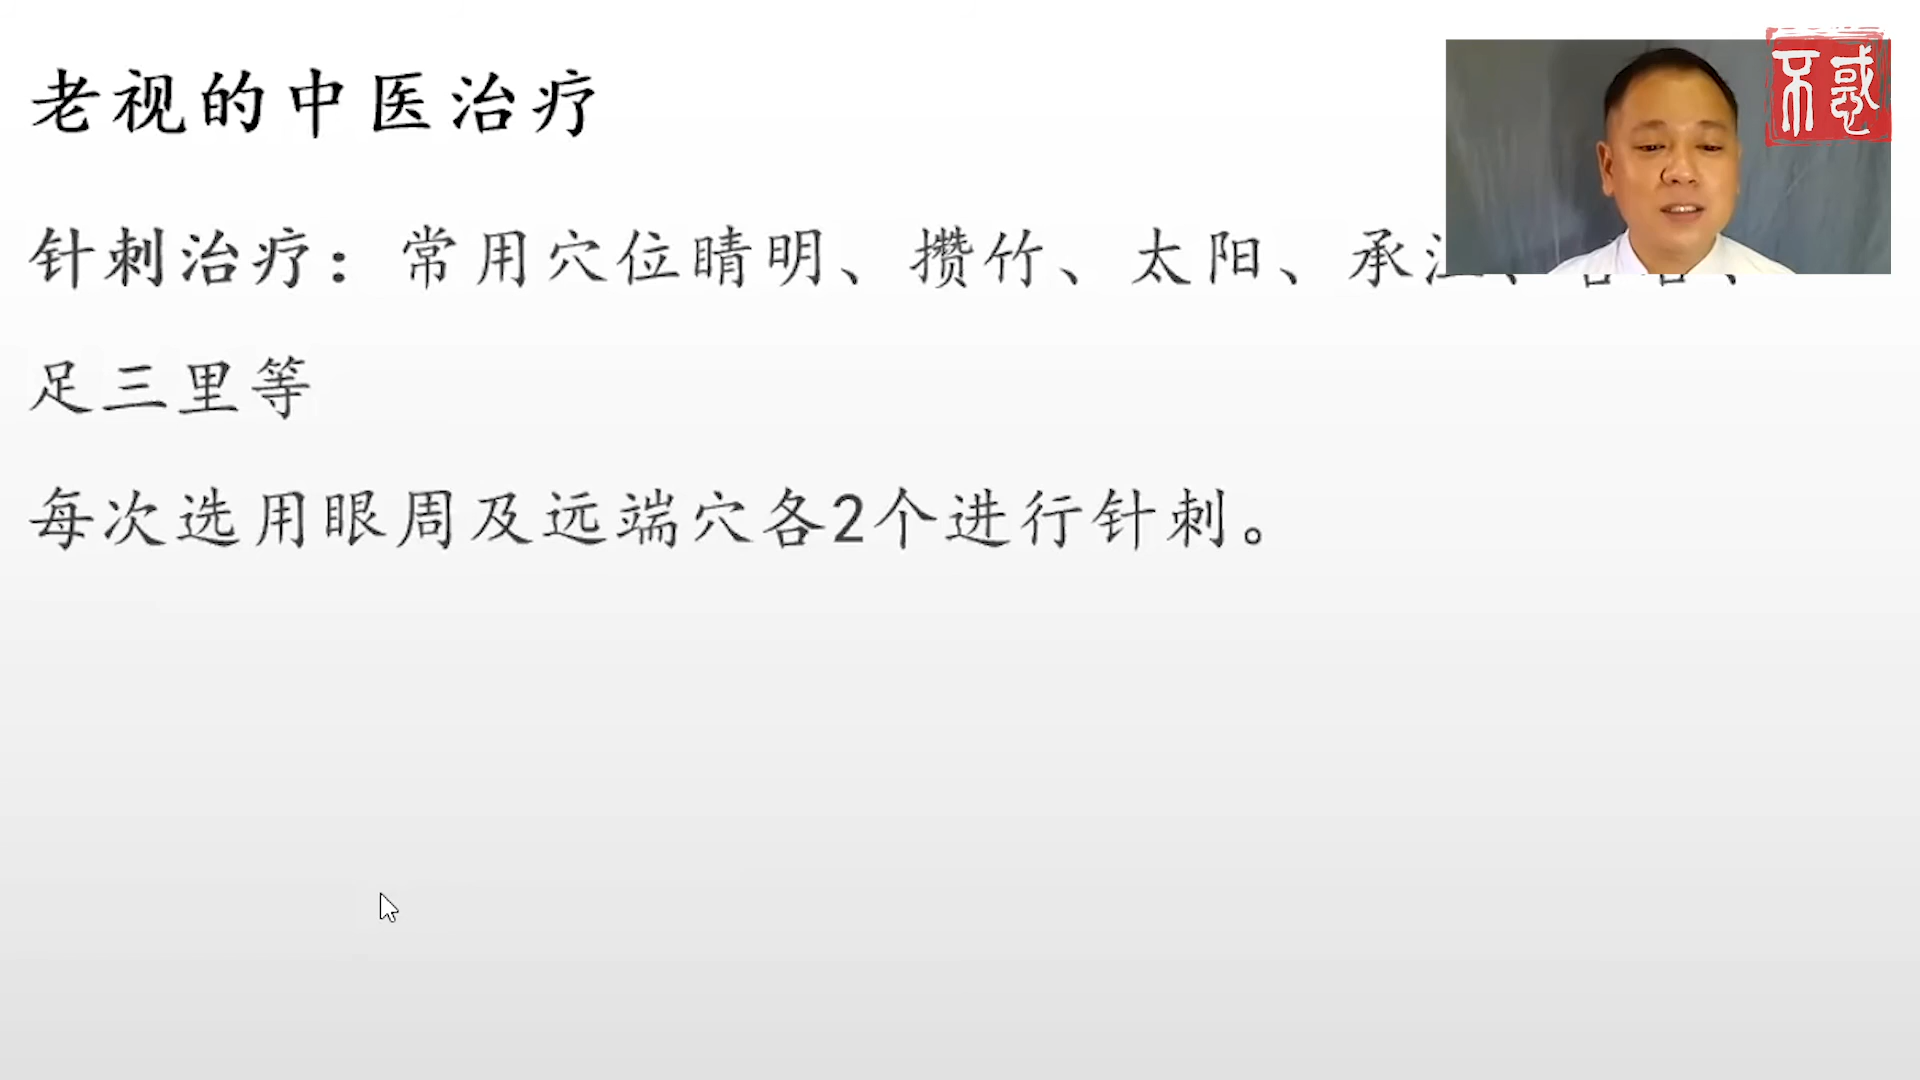 老视的中医治疗
不惑
针刺治疗：常用穴位睛明、攒竹、太阳、承
足三里等
每次选用眼周及远端穴各2个进行针刺。